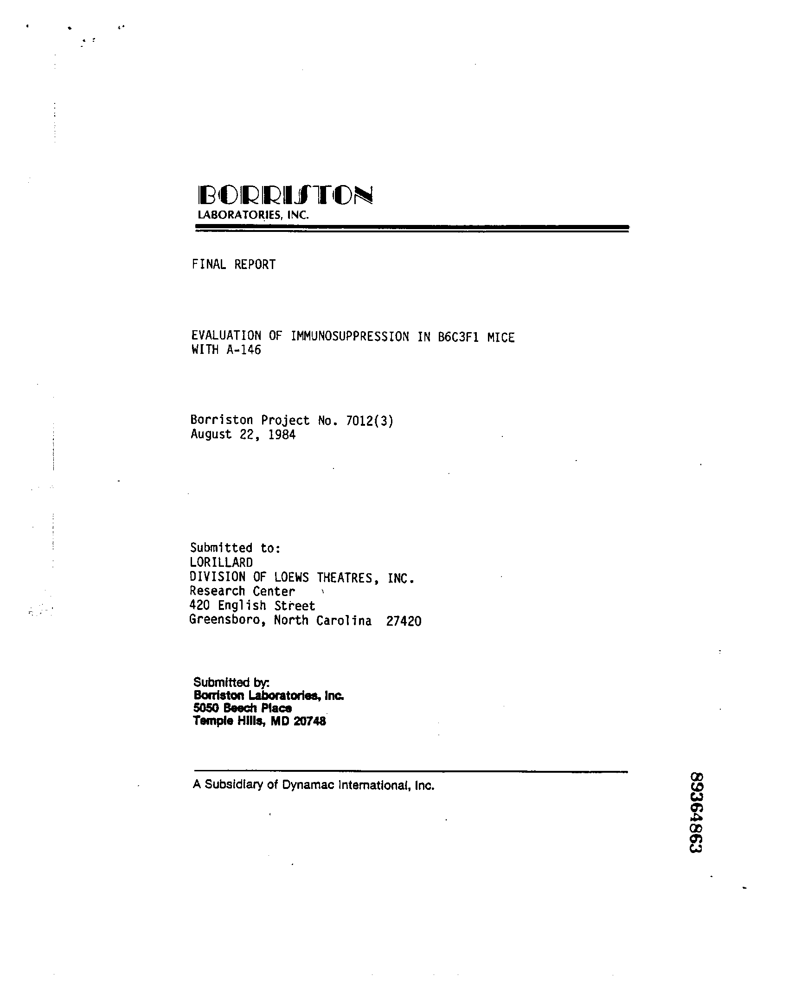 BORRISTON
LABORATORIES, INC.
FINAL REPORT
EVALUATION OF IMMUNOSUPPRESSION IN B6C3F1 MICE
WITH A-146
Borriston Project No. 7012(3)
August 22, 1984
Submitted to:
LORILLARD
DIVISION OF LOEWS THEATRES, INC.
Research Center
420 English Street
Greensboro, North Carolina 27420
Submitted by:
Borriston Laboratories, Inc.
5050 Beech Place
Temple Hills, MD 20748
A Subsidiary of Dynamac International, Inc.
89364863